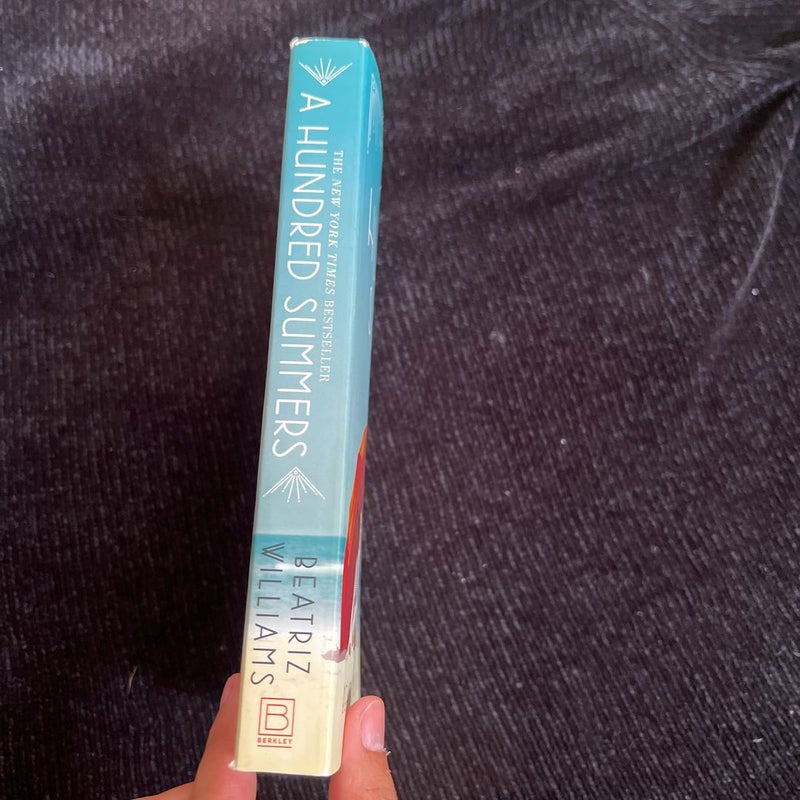 A HUNDRED SUMMERS
THE NEW YORK TIMES BESTSELLER
BEATRIZ
WILLIAMS
B
BERKLEY